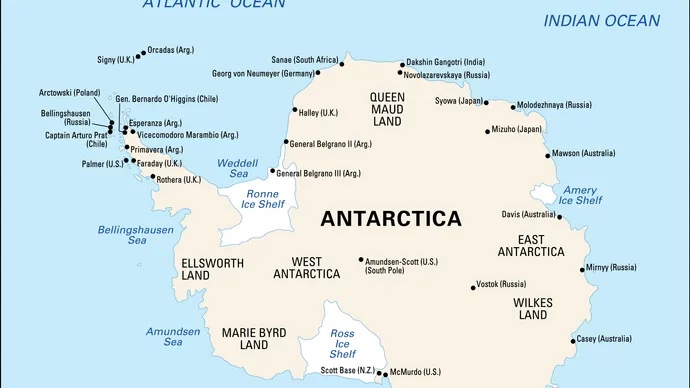 ATLANTIC OCEAN
INDIAN OCEAN
Orcadas (Arg.)
Signy (U.K.)
Sanae (South Africa)
Dakshin Gangotri (India)
Georg von Neumeyer (Germany)
Novolazarevskaya (Russia)
Arctowski (Poland)
Gen. Bernardo O'Higgins (Chile)
QUEEN
MAUD
LAND
Syowa (Japan)
Molodezhnaya (Russia)
Bellingshausen
(Russia)
Halley (U.K.)
Esperanza (Arg.)
Captain Arturo Prat
(Chile)
Vicecomodoro Marambio (Arg.)
Mizuho (Japan)
Primavera (Arg.)
General Belgrano II (Arg.)
Mawson (Australia)
Palmer (U.S.)
Faraday (U.K.)
Weddell
Sea
General Belgrano III (Arg.)
Rothera (U.K.)
Ronne
Ice Shelf
Amery
Ice Shelf
ANTARCTICA
Davis (Australia)
Bellingshausen
Sea
EAST
ANTARCTICA
ELLSWORTH
LAND
WEST
ANTARCTICA
Amundsen-Scott (U.S.)
(South Pole)
Mirnyy (Russia)
Vostok (Russia)
WILKES
LAND
Amundsen
Sea
MARIE BYRD
LAND
Ross
Ice
Shelf
Casey (Australia)
Scott Base (N.Z.)
McMurdo (U.S.)